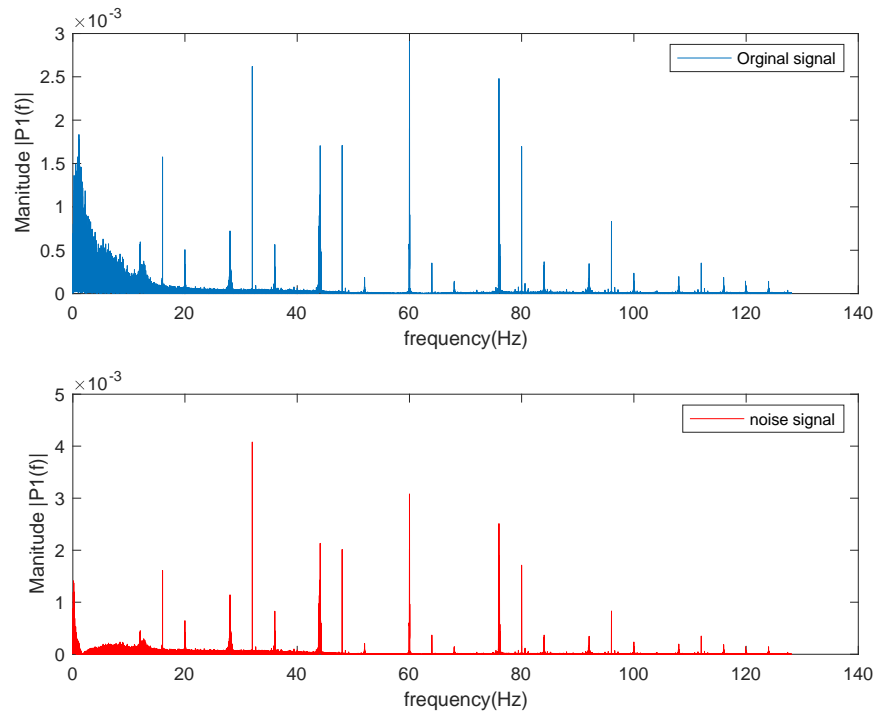 ×10-3
3
2.5
2
1.5
1
0.5
0
Manitude |P1(f)|
Orginal signal
0 20 40 60 80 100 120 140
frequency(Hz)
×10-3
5
4
3
2
1
0
Manitude |P1(f)|
noise signal
0 20 40 60 80 100 120 140
frequency(Hz)